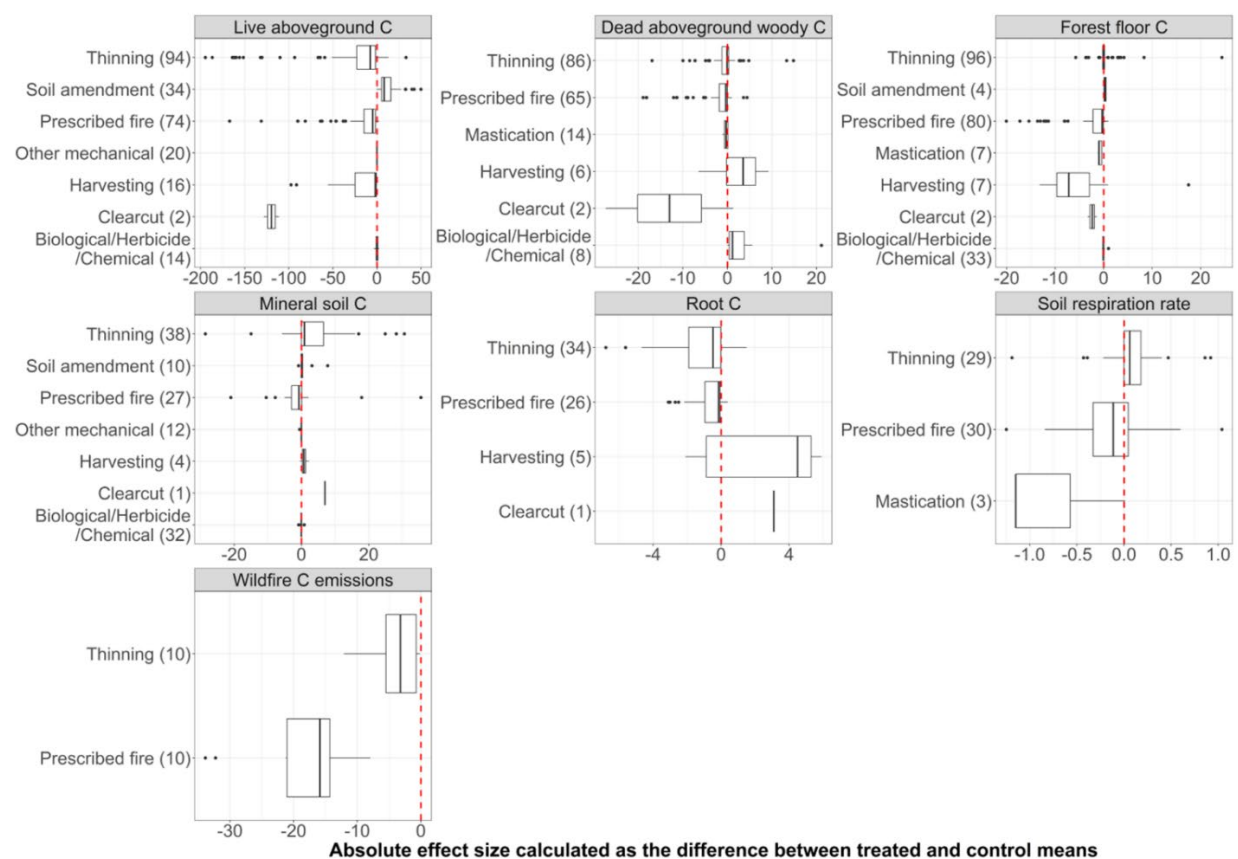 Live aboveground C
Thinning (94)
Soil amendment (34)
Prescribed fire (74)
Other mechanical (20)
Harvesting (16)
Clearcut (2)
Biological/Herbicide
/Chemical (14)
-200 -150 -100 -50 0 50
Dead aboveground woody C
Thinning (86)
Prescribed fire (65)
Mastication (14)
Harvesting (6)
Clearcut (2)
Biological/Herbicide
/Chemical (8)
-20 -10 0 10 20
Forest floor C
Thinning (96)
Soil amendment (4)
Prescribed fire (80)
Mastication (7)
Harvesting (7)
Clearcut (2)
Biological/Herbicide
/Chemical (33)
-20 -10 0 10 20
Mineral soil C
Thinning (38)
Soil amendment (10)
Prescribed fire (27)
Other mechanical (12)
Harvesting (4)
Clearcut (1)
Biological/Herbicide
/Chemical (32)
-20 0 20
Root C
Thinning (34)
Prescribed fire (26)
Harvesting (5)
Clearcut (1)
-4 0 4
Soil respiration rate
Thinning (29)
Prescribed fire (30)
Mastication (3)
-1.0 -0.5 0.0 0.5 1.0
Wildfire C emissions
Thinning (10)
Prescribed fire (10)
-30 -20 -10 0
Absolute effect size calculated as the difference between treated and control means